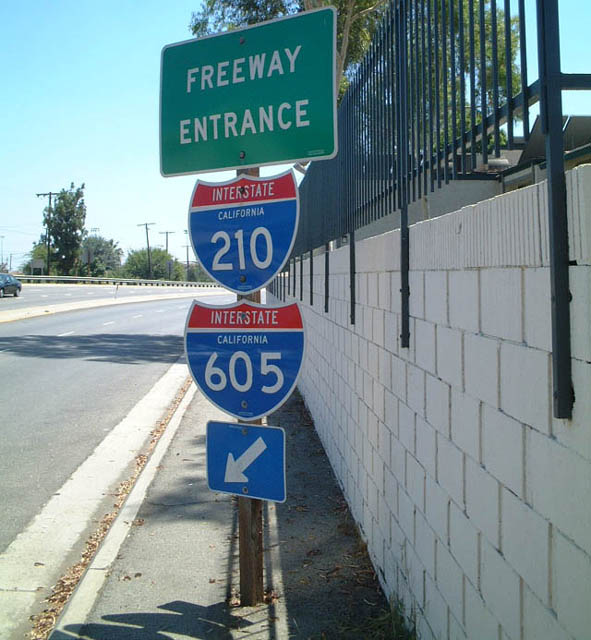 FREEWAY
ENTRANCE
INTERSTATE
CALIFORNIA
210
INTERSTATE
CALIFORNIA
605